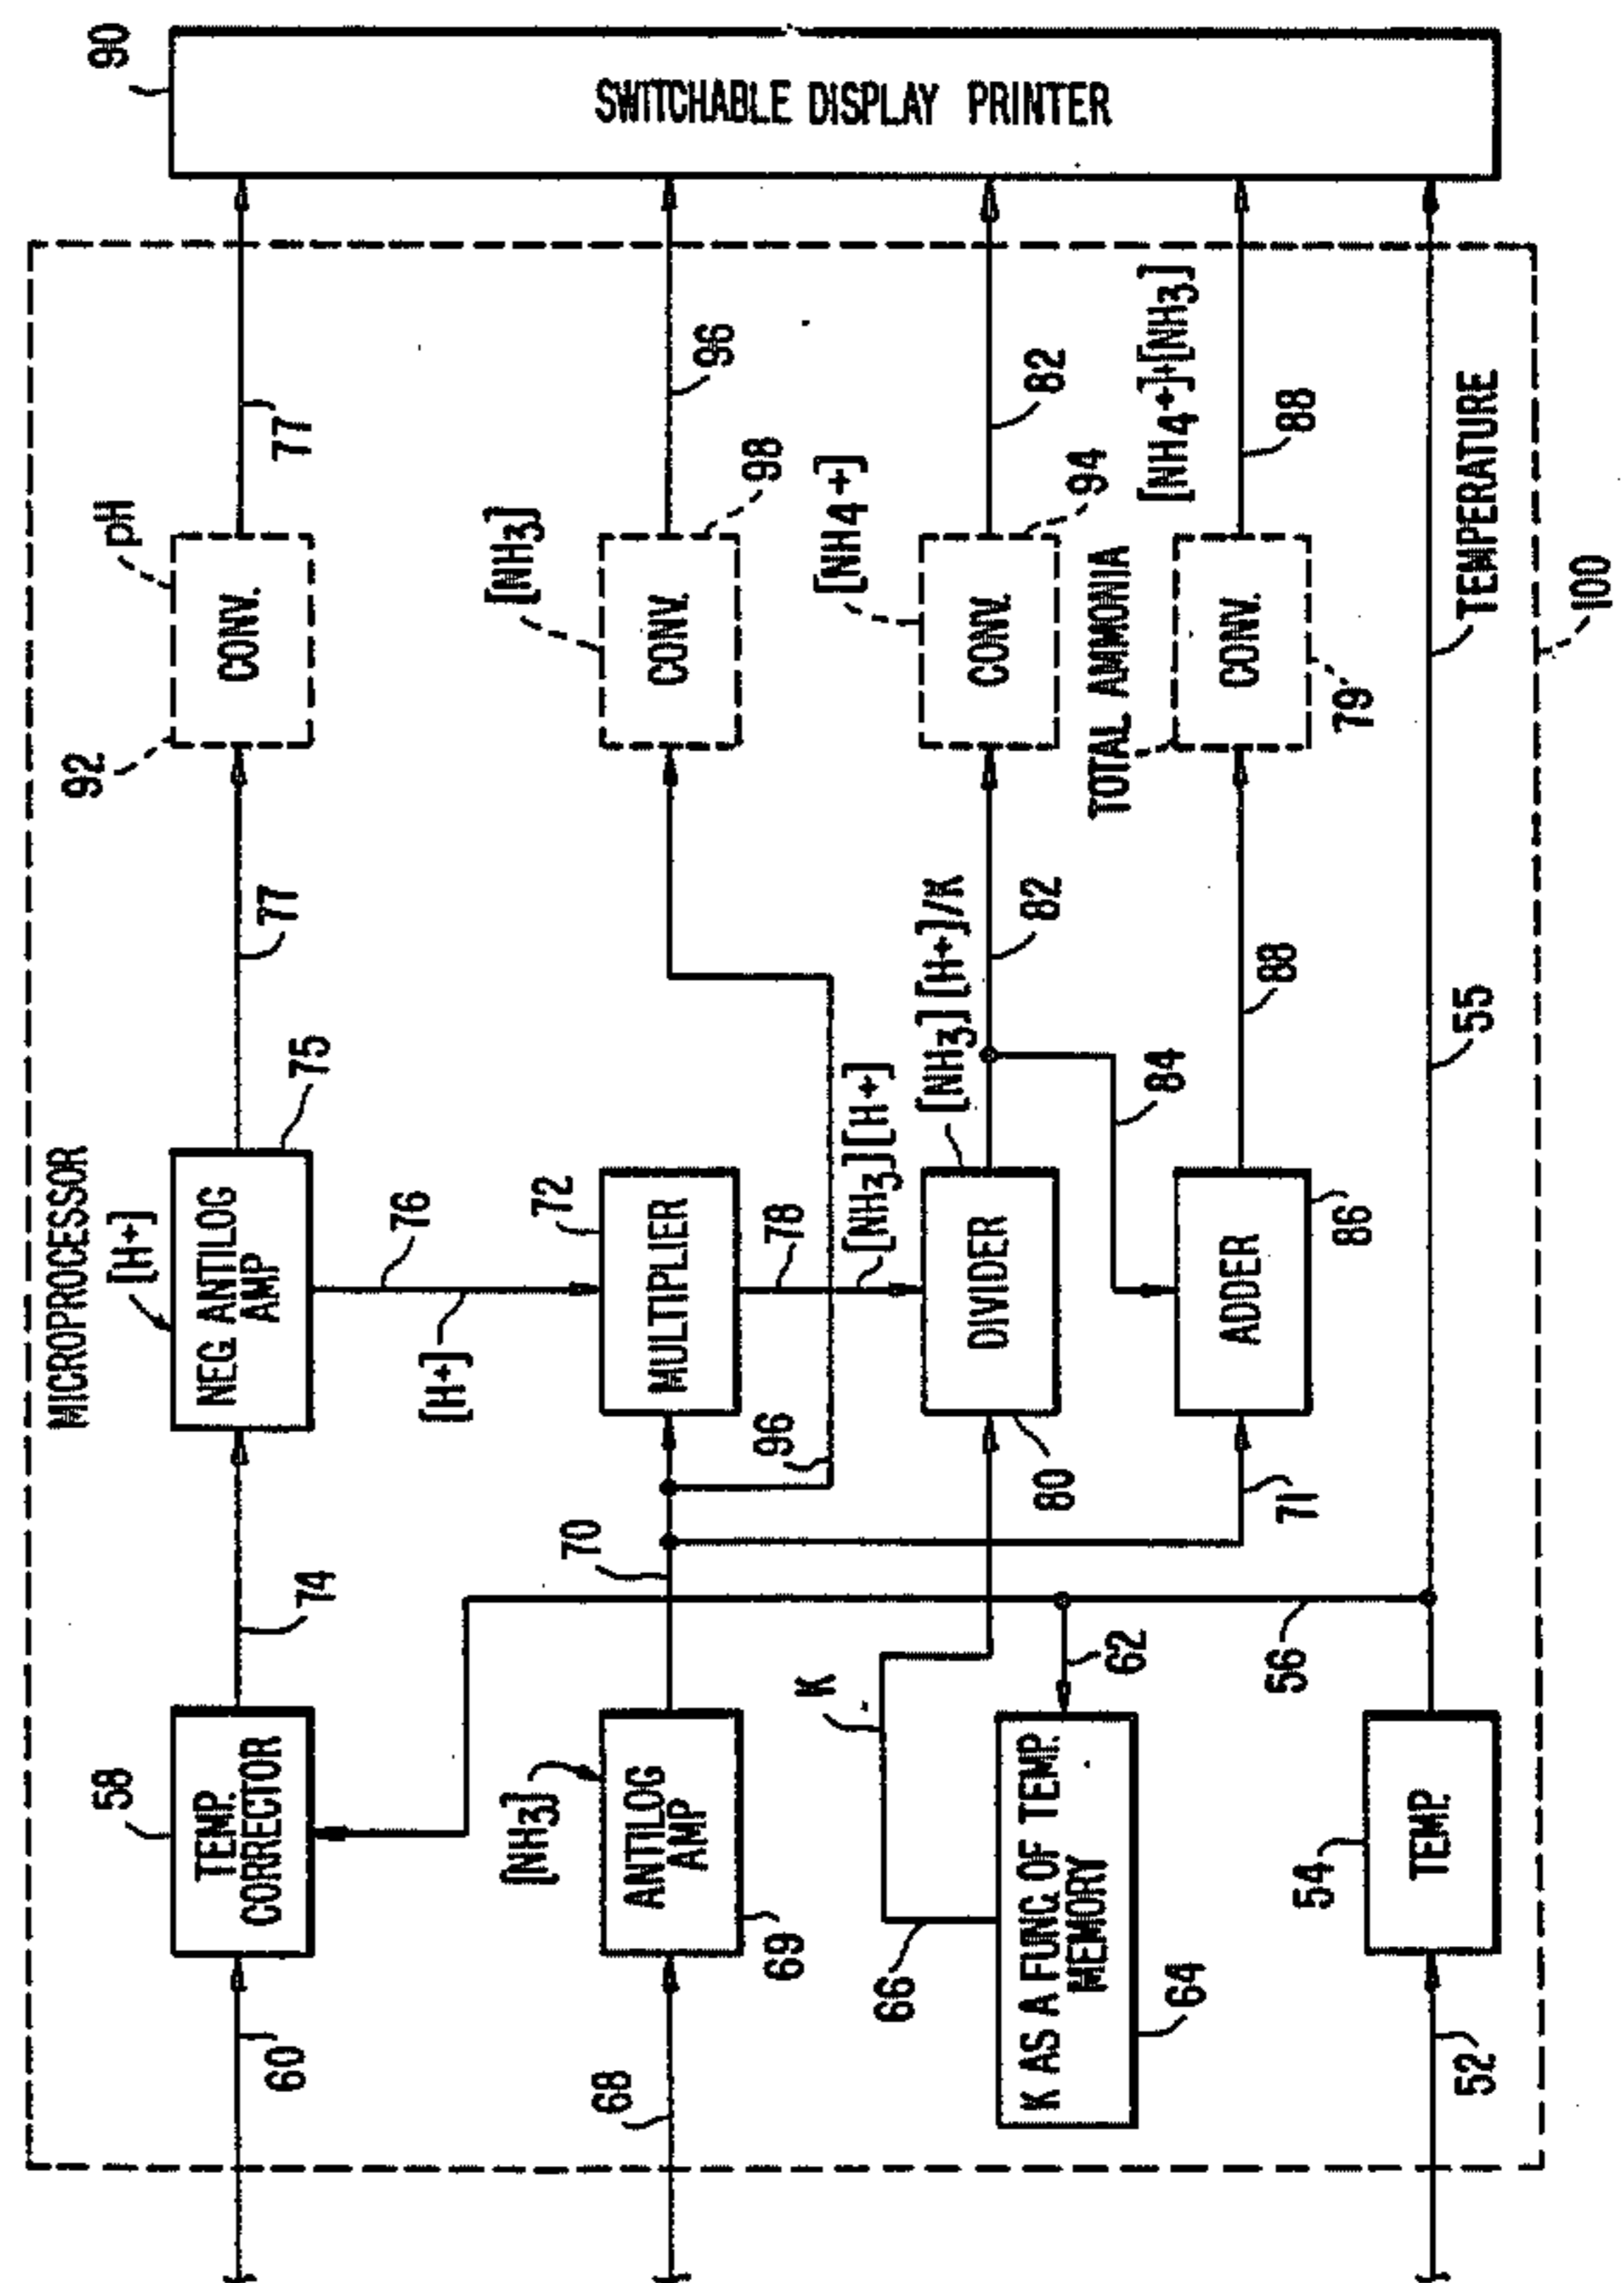 MICROPROCESSOR
100
60
58
TEMP.
CORRECTOR
74
[H+]
NEG ANTILOG
AMP
75
77
92
CONV.
pH
77
90
SWITCHABLE DISPLAY PRINTER
68
[NH3]
ANTILOG
AMP
69
70
76
[H+]
72
MULTIPLIER
78
[NH3][H+]
96
[NH3]
CONV.
98
96
K AS A FUNC OF TEMP.
MEMORY
64
66
K
62
DIVIDER
80
[NH3][H+]/K
82
[NH4+]
CONV.
94
82
84
71
ADDER
86
88
TOTAL AMMONIA
CONV.
79
88
[NH4+]+[NH3]
52
54
TEMP.
56
55
TEMPERATURE